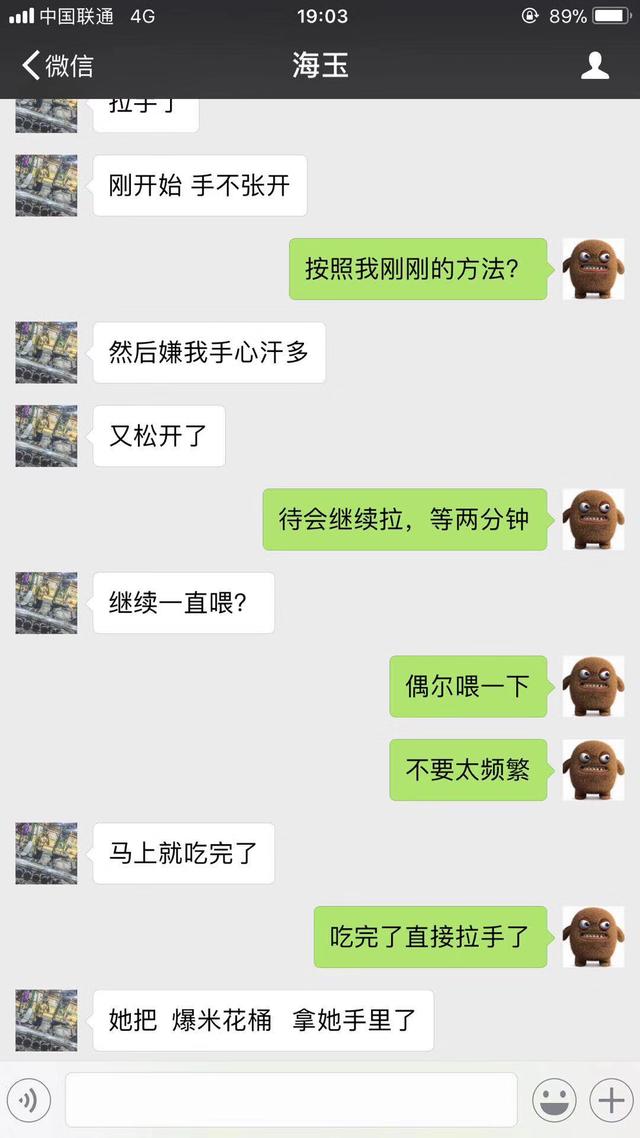 中国联通 4G 19:03 89%
微信 海玉
拉手了
刚开始 手不张开
按照我刚刚的方法?
然后嫌我手心汗多
又松开了
待会继续拉，等两分钟
继续一直喂?
偶尔喂一下
不要太频繁
马上就吃完了
吃完了直接拉手了
她把 爆米花桶 拿她手里了